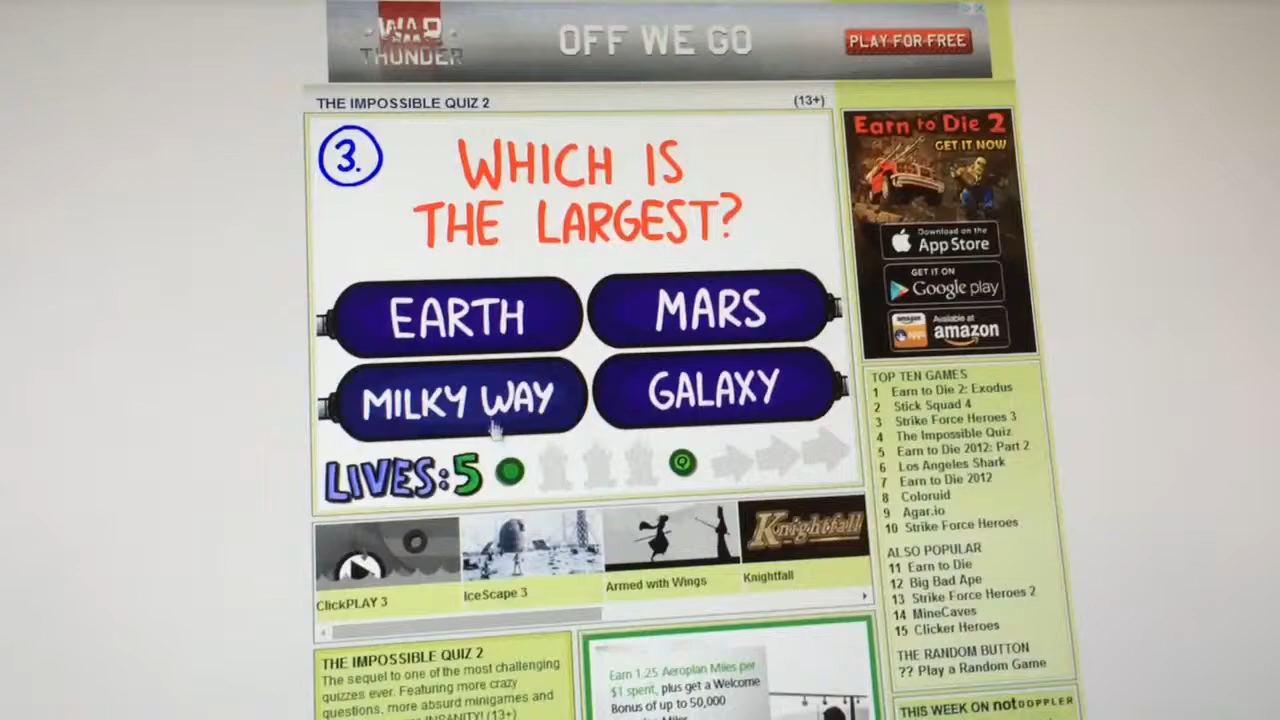 WAR
THUNDER
OFF WE GO
PLAY FOR FREE
THE IMPOSSIBLE QUIZ 2
(13+)
3.
WHICH IS
THE LARGEST?
EARTH
MARS
MILKY WAY
GALAXY
LIVES: 5
Earn to Die 2
GET IT NOW
Download on the
App Store
GET IT ON
Google play
amazon
apps
Available at
amazon
TOP TEN GAMES
1 Earn to Die 2: Exodus
2 Stick Squad 4
3 Strike Force Heroes 3
4 The Impossible Quiz
5 Earn to Die 2012: Part 2
6 Los Angeles Shark
7 Earn to Die 2012
8 Coloruid
9 Agar.io
10 Strike Force Heroes
ALSO POPULAR
11 Earn to Die
12 Big Bad Ape
13 Strike Force Heroes 2
14 MineCaves
15 Clicker Heroes
THE RANDOM BUTTON
?? Play a Random Game
THIS WEEK ON notDOPPLER
Knightfall
ClickPLAY 3
IceScape 3
Armed with Wings
Knightfall
THE IMPOSSIBLE QUIZ 2
The sequel to one of the most challenging
quizzes ever. Featuring more crazy
questions, more absurd minigames and
INSANITY! (13+)
Earn 1.25 Aeroplan Miles per
$1 spent, plus get a Welcome
Bonus of up to 50,000
Miles